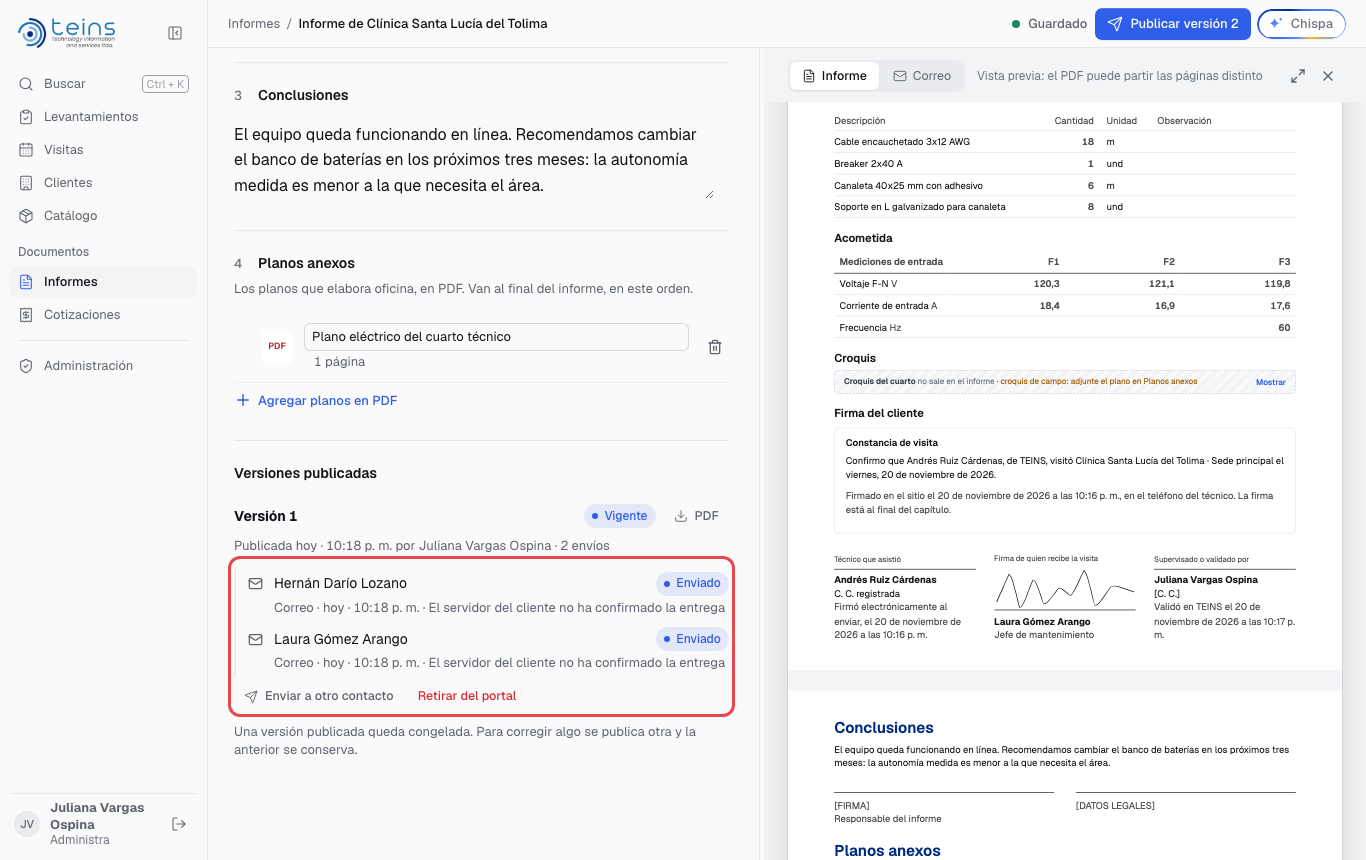 teins
Technology information
and services ltda.
Buscar
Ctrl + K
Levantamientos
Visitas
Clientes
Catálogo
Documentos
Informes
Cotizaciones
Administración
JV
Juliana Vargas
Ospina
Administra
Informes / Informe de Clínica Santa Lucía del Tolima
Guardado
Publicar versión 2
Chispa
3 Conclusiones
El equipo queda funcionando en línea. Recomendamos cambiar
el banco de baterías en los próximos tres meses: la autonomía
medida es menor a la que necesita el área.
4 Planos anexos
Los planos que elabora oficina, en PDF. Van al final del informe, en este orden.
PDF
Plano eléctrico del cuarto técnico
1 página
Agregar planos en PDF
Versiones publicadas
Versión 1
Vigente
PDF
Publicada hoy · 10:18 p. m. por Juliana Vargas Ospina · 2 envíos
Hernán Darío Lozano
Enviado
Correo · hoy · 10:18 p. m. · El servidor del cliente no ha confirmado la entrega
Laura Gómez Arango
Enviado
Correo · hoy · 10:18 p. m. · El servidor del cliente no ha confirmado la entrega
Enviar a otro contacto
Retirar del portal
Una versión publicada queda congelada. Para corregir algo se publica otra y la
anterior se conserva.
Informe
Correo
Vista previa: el PDF puede partir las páginas distinto
Descripción Cantidad Unidad Observación
Cable encauchetado 3x12 AWG 18 m
Breaker 2x40 A 1 und
Canaleta 40x25 mm con adhesivo 6 m
Soporte en L galvanizado para canaleta 8 und
Acometida
Mediciones de entrada F1 F2 F3
Voltaje F-N V 120,3 121,1 119,8
Corriente de entrada A 18,4 16,9 17,6
Frecuencia Hz 60
Croquis
Croquis del cuarto no sale en el informe · croquis de campo: adjunte el plano en Planos anexos
Mostrar
Firma del cliente
Constancia de visita
Confirmo que Andrés Ruiz Cárdenas, de TEINS, visitó Clínica Santa Lucía del Tolima · Sede principal el
viernes, 20 de noviembre de 2026.
Firmado en el sitio el 20 de noviembre de 2026 a las 10:16 p. m., en el teléfono del técnico. La firma
está al final del capítulo.
Técnico que asistió
Andrés Ruiz Cárdenas
C. C. registrada
Firmó electrónicamente al
enviar, el 20 de noviembre de
2026 a las 10:16 p. m.
Firma de quien recibe la visita
Laura Gómez Arango
Jefe de mantenimiento
Supervisado o validado por
Juliana Vargas Ospina
[C. C.]
Validó en TEINS el 20 de
noviembre de 2026 a las 10:17 p.
m.
Conclusiones
El equipo queda funcionando en línea. Recomendamos cambiar el banco de baterías en los próximos tres
meses: la autonomía medida es menor a la que necesita el área.
[FIRMA]
Responsable del informe
[DATOS LEGALES]
Planos anexos